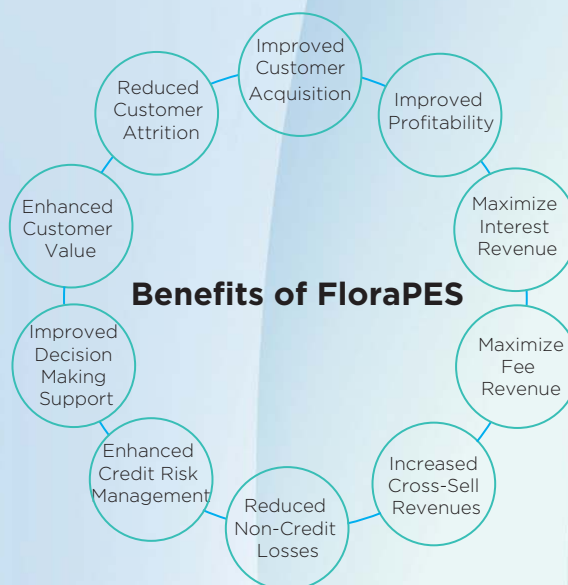 Improved
Customer
Acquisition
Improved
Profitability
Maximize
Interest
Revenue
Maximize
Fee
Revenue
Increased
Cross-Sell
Revenues
Reduced
Non-Credit
Losses
Enhanced
Credit Risk
Management
Improved
Decision
Making
Support
Enhanced
Customer
Value
Reduced
Customer
Attrition
Benefits of FloraPES